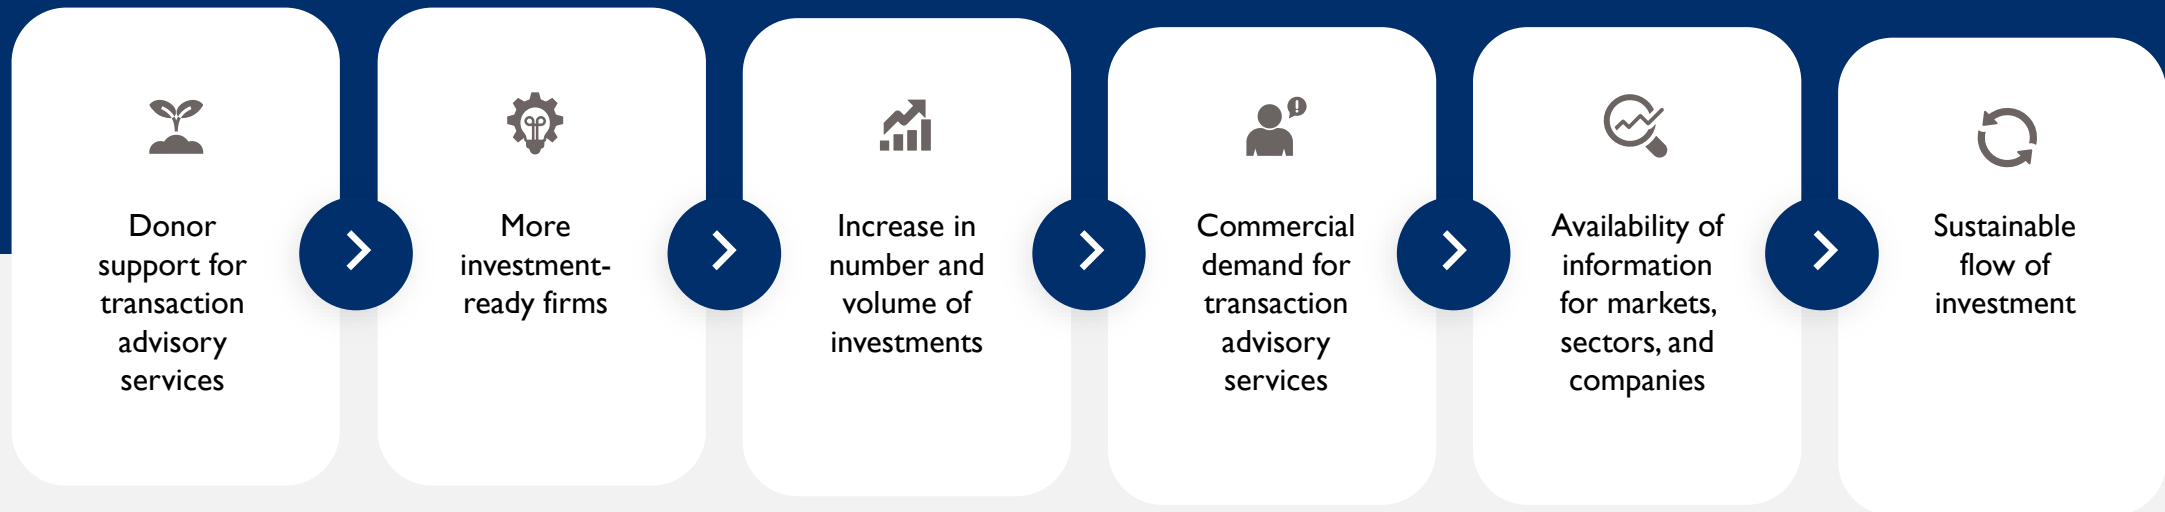 Donor
support for
transaction
advisory
services
More
investment-
ready firms
Increase in
number and
volume of
investments
Commercial
demand for
transaction
advisory
services
Availability of
information
for markets,
sectors, and
companies
Sustainable
flow of
investment